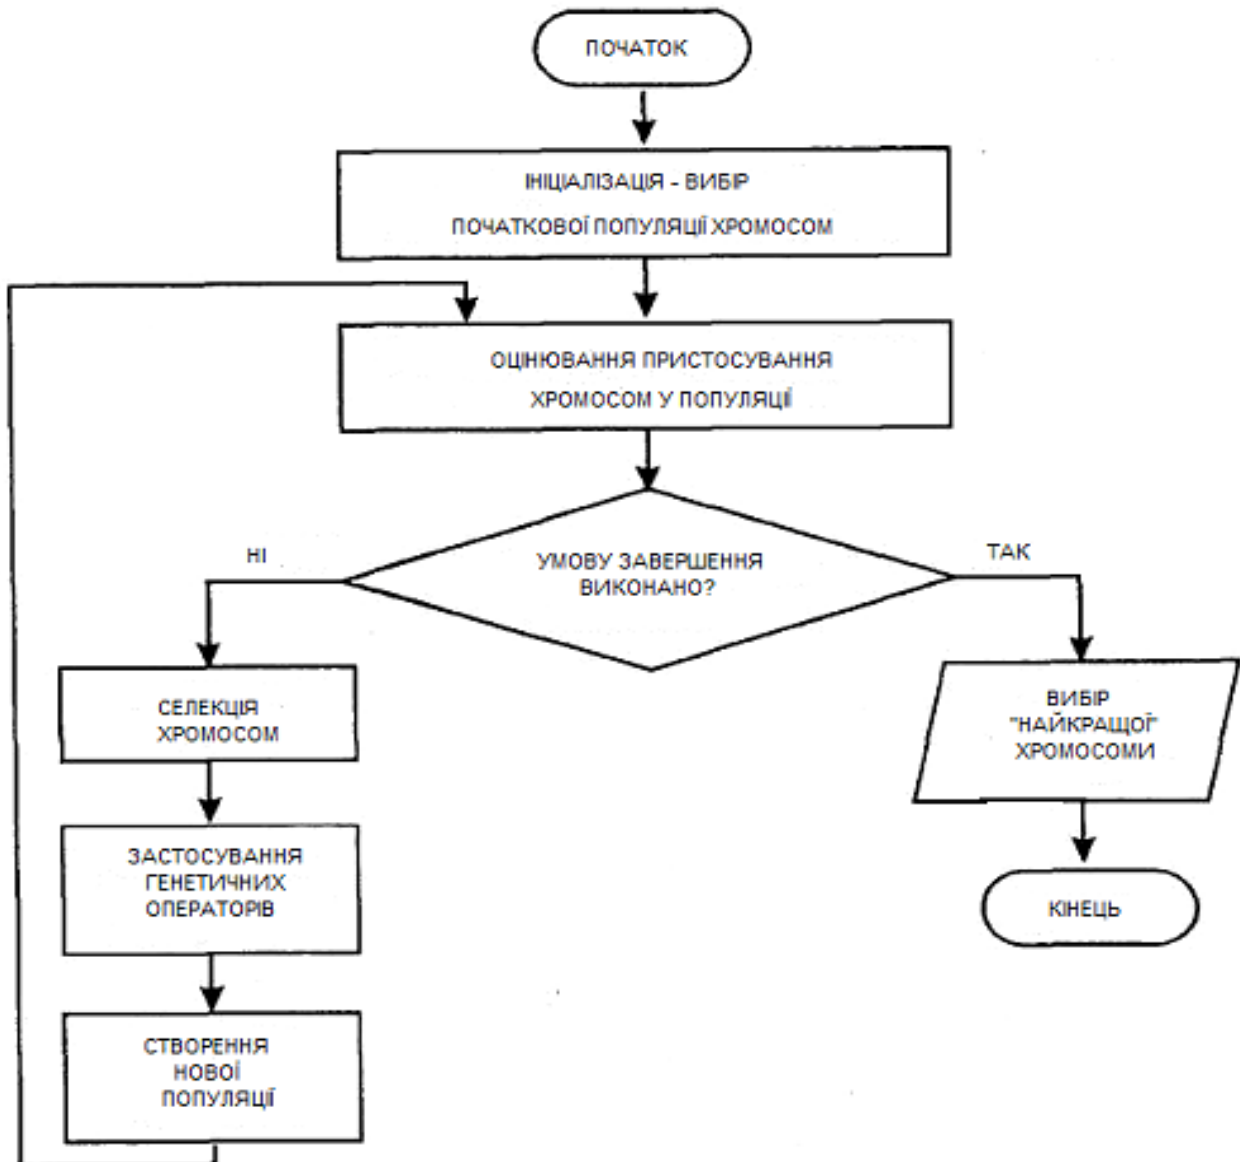 ПОЧАТОК
ІНІЦІАЛІЗАЦІЯ - ВИБІР
ПОЧАТКОВОЇ ПОПУЛЯЦІЇ ХРОМОСОМ
ОЦІНЮВАННЯ ПРИСТОСУВАННЯ
ХРОМОСОМ У ПОПУЛЯЦІЇ
УМОВУ ЗАВЕРШЕННЯ
ВИКОНАНО?
НІ
ТАК
СЕЛЕКЦІЯ
ХРОМОСОМ
ЗАСТОСУВАННЯ
ГЕНЕТИЧНИХ
ОПЕРАТОРІВ
СТВОРЕННЯ
НОВОЇ
ПОПУЛЯЦІЇ
ВИБІР
"НАЙКРАЩОЇ"
ХРОМОСОМИ
КІНЕЦЬ